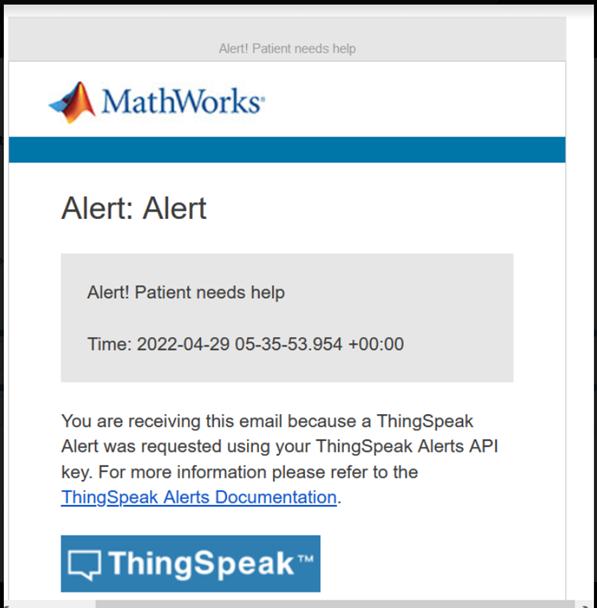 Alert! Patient needs help
MathWorks®
Alert: Alert
Alert! Patient needs help
Time: 2022-04-29 05-35-53.954 +00:00
You are receiving this email because a ThingSpeak
Alert was requested using your ThingSpeak Alerts API
key. For more information please refer to the
ThingSpeak Alerts Documentation.
ThingSpeak™